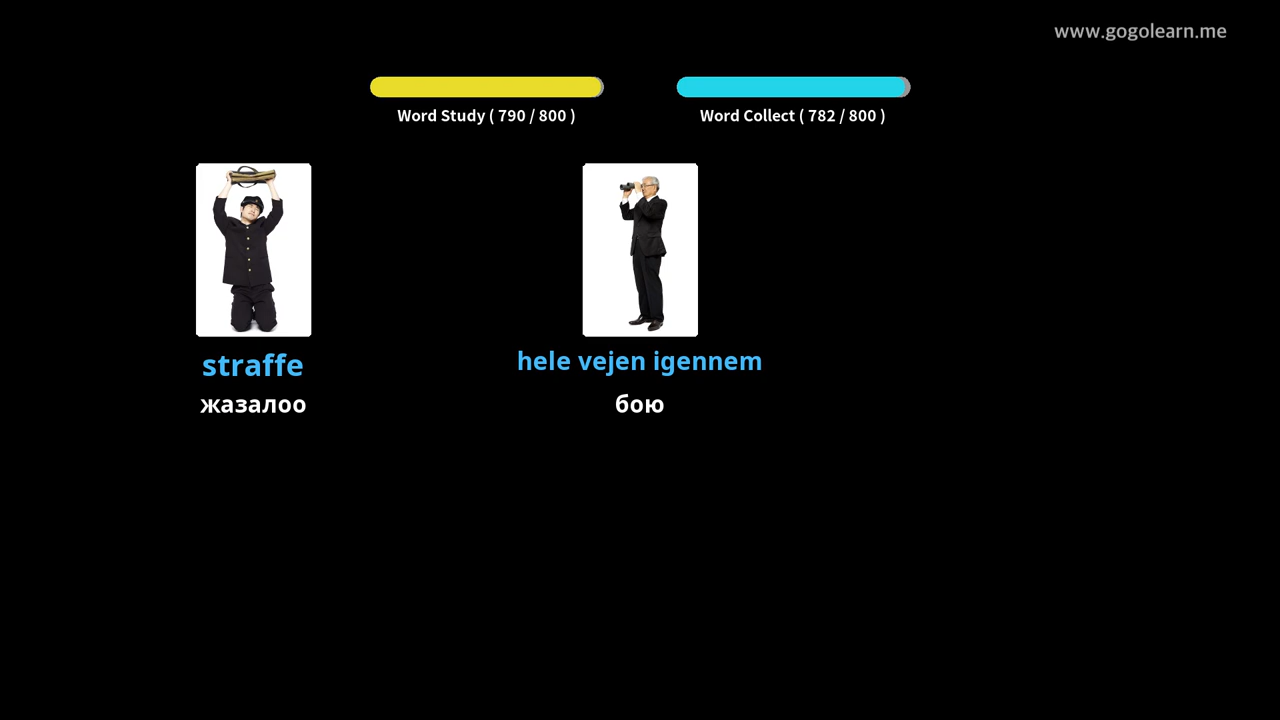 www.gogolearn.me
Word Study ( 790 / 800 )
Word Collect ( 782 / 800 )
straffe
жазалоо
hele vejen igennem
бою